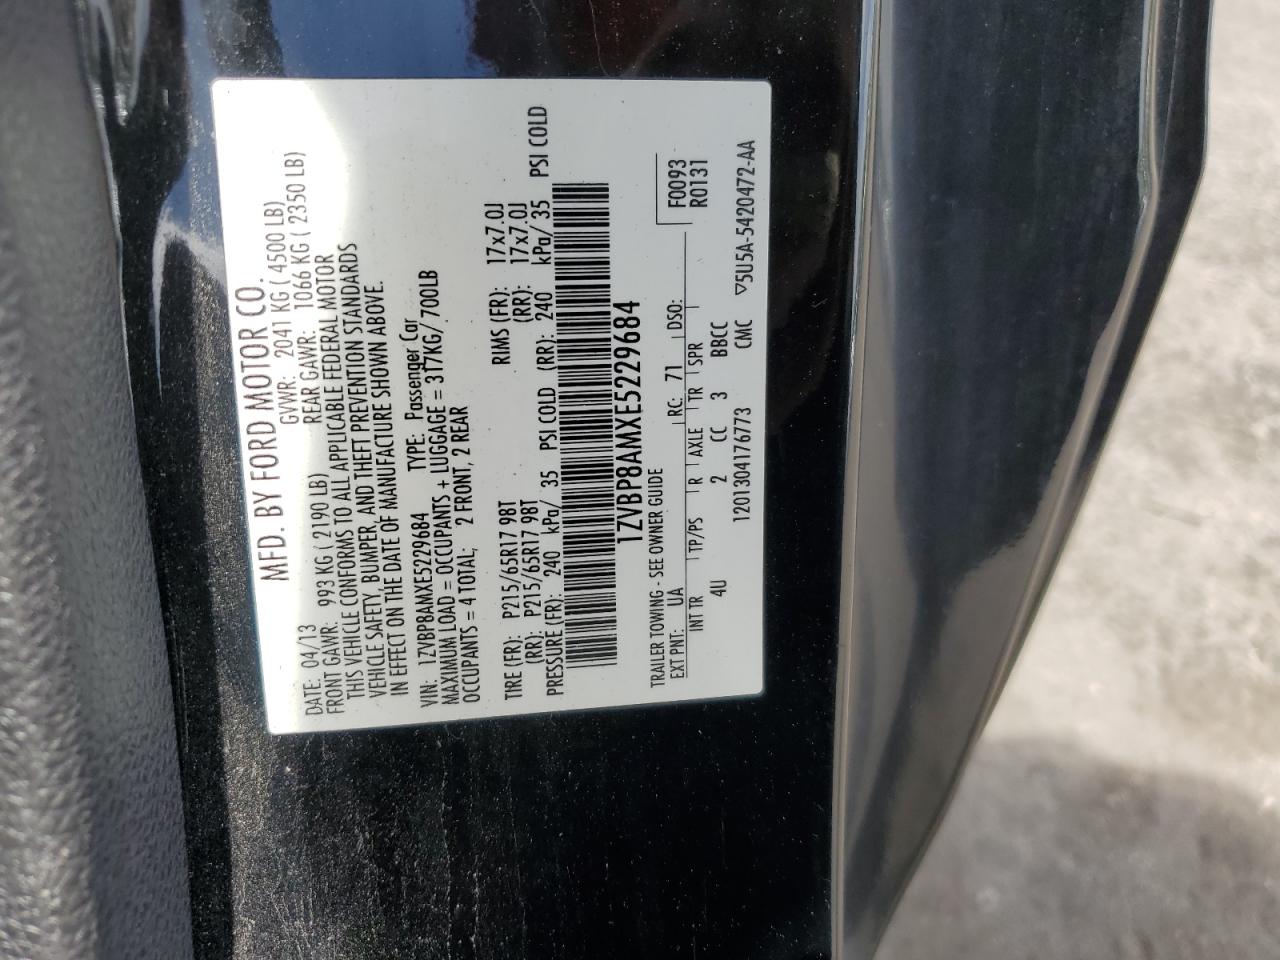 MFD. BY FORD MOTOR CO.
DATE: 04/13 GVWR: 2041 KG ( 4500 LB)
FRONT GAWR: 993 KG ( 2190 LB) REAR GAWR: 1066 KG ( 2350 LB)
THIS VEHICLE CONFORMS TO ALL APPLICABLE FEDERAL MOTOR
VEHICLE SAFETY, BUMPER, AND THEFT PREVENTION STANDARDS
IN EFFECT ON THE DATE OF MANUFACTURE SHOWN ABOVE.
VIN: 1ZVBP8AMXE5229684 TYPE: Passenger Car
MAXIMUM LOAD = OCCUPANTS + LUGGAGE = 317KG/ 700LB
OCCUPANTS = 4 TOTAL; 2 FRONT, 2 REAR
TIRE (FR): P215/65R17 98T RIMS (FR): 17x7.0J
(RR): P215/65R17 98T (RR): 17x7.0J
PRESSURE (FR): 240 kPa/ 35 PSI COLD (RR): 240 kPa/ 35 PSI COLD
1ZVBP8AMXE5229684
TRAILER TOWING - SEE OWNER GUIDE
EXT PNT: UA RC: 71 DSO: F0093
INT TR TP/PS R AXLE TR SPR R0131
4U 2 CC 3 BBCC
1201304176773 CMC ▽5U5A-5420472-AA